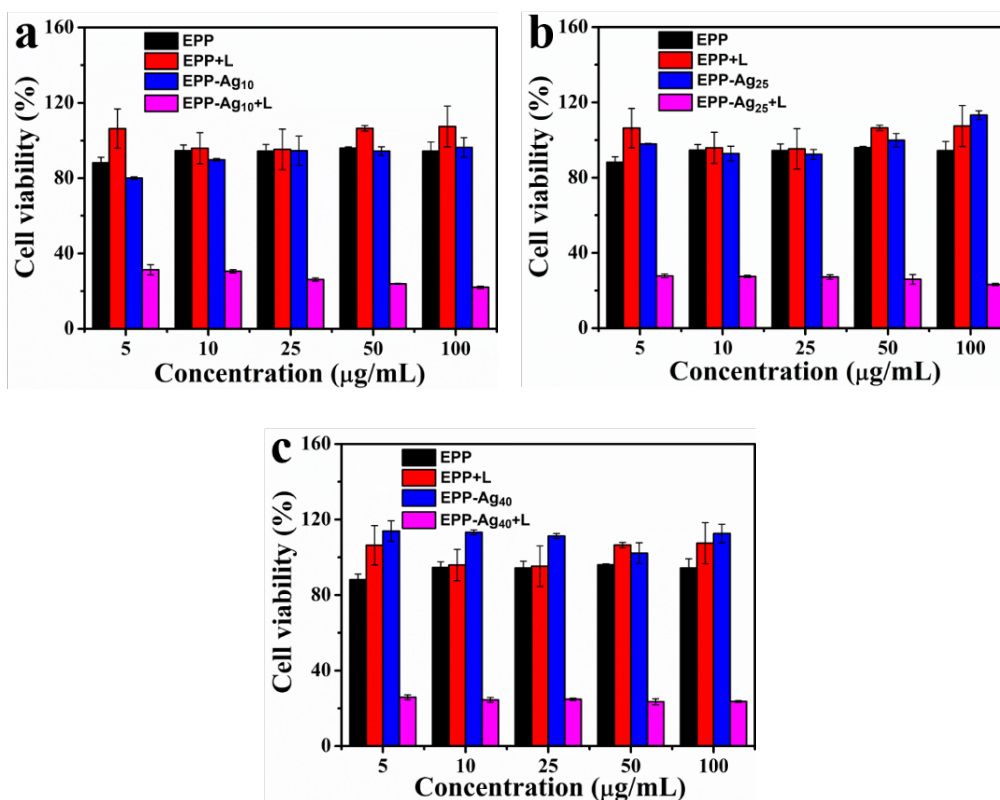 a
EPP
EPP+L
EPP-Ag₁₀
EPP-Ag₁₀+L
160
120
80
40
0
Cell viability (%)
5 10 25 50 100
Concentration (μg/mL)
b
EPP
EPP+L
EPP-Ag₂₅
EPP-Ag₂₅+L
160
120
80
40
0
Cell viability (%)
5 10 25 50 100
Concentration (μg/mL)
c
EPP
EPP+L
EPP-Ag₄₀
EPP-Ag₄₀+L
160
120
80
40
0
Cell viability (%)
5 10 25 50 100
Concentration (μg/mL)